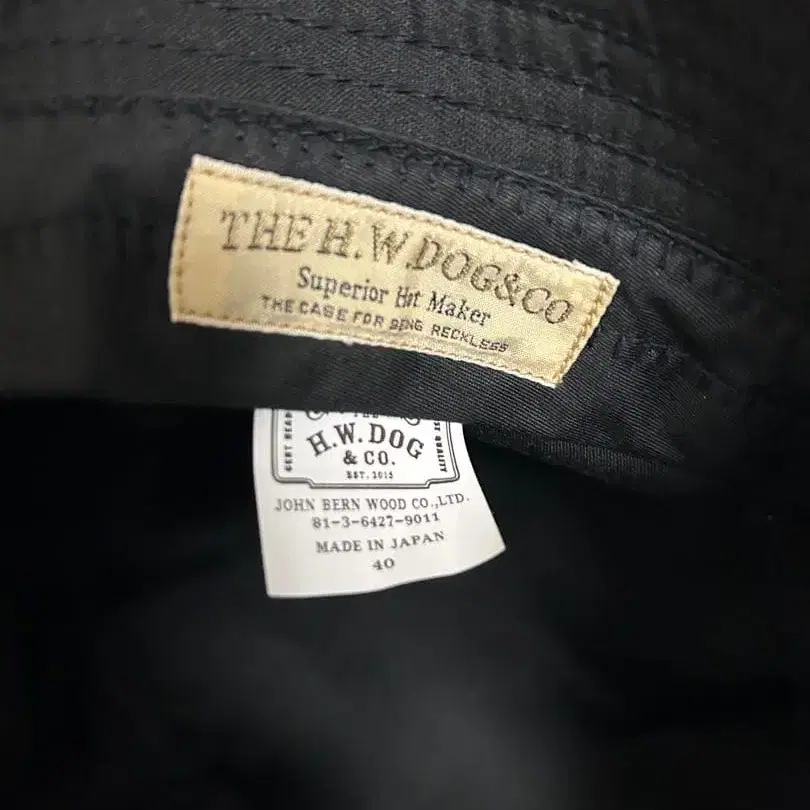 THE H.W.DOG&CO
Superior Hat Maker
THE CASE FOR BEING RECKLESS
H.W.DOG
& CO.
EST. 2015
JOHN BERN WOOD CO.,LTD.
81-3-6427-9011
MADE IN JAPAN
40